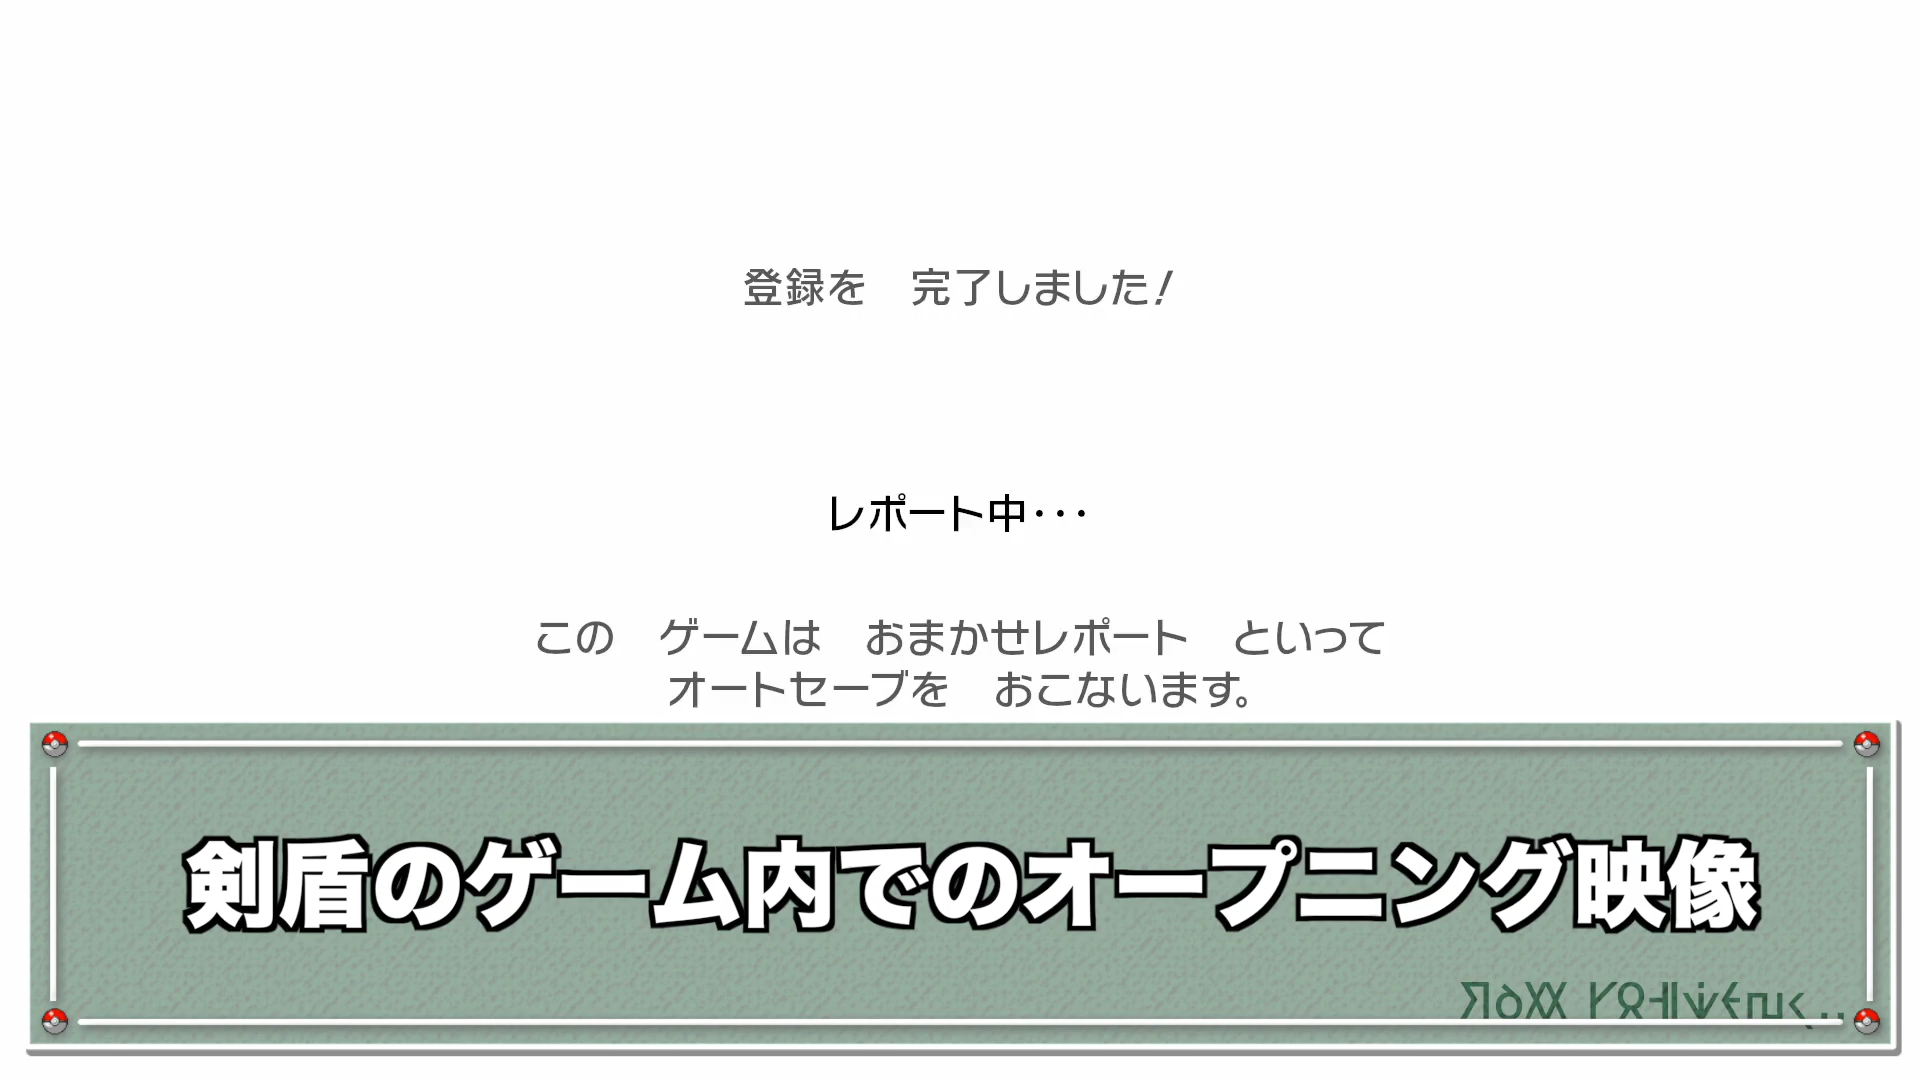 登録を　完了しました!
レポート中･･･
この　ゲームは　おまかせレポート　といって
オートセーブを　おこないます。
剣盾のゲーム内でのオープニング映像